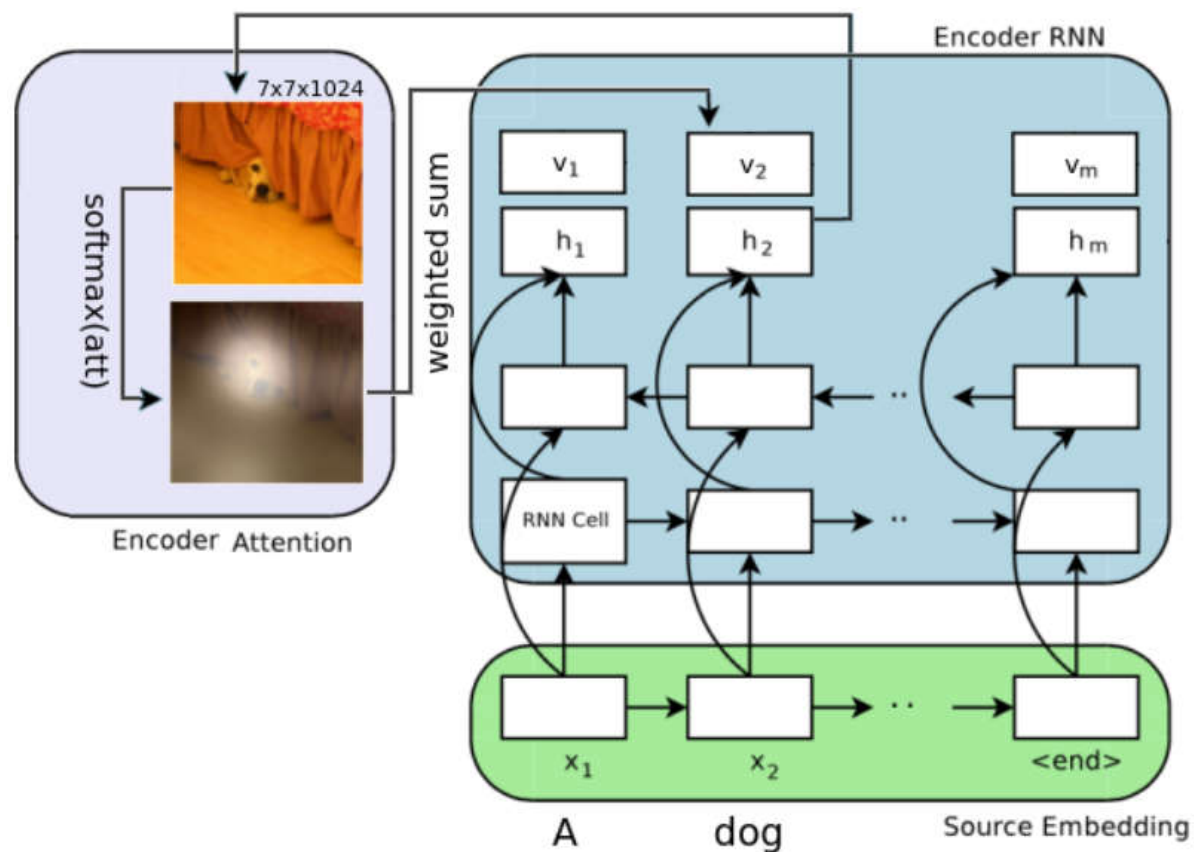 Encoder RNN
7x7x1024
softmax(att)
weighted sum
v1 v2 vm
h1 h2 hm
RNN Cell
Encoder Attention
x1 x2 <end>
A dog
Source Embedding